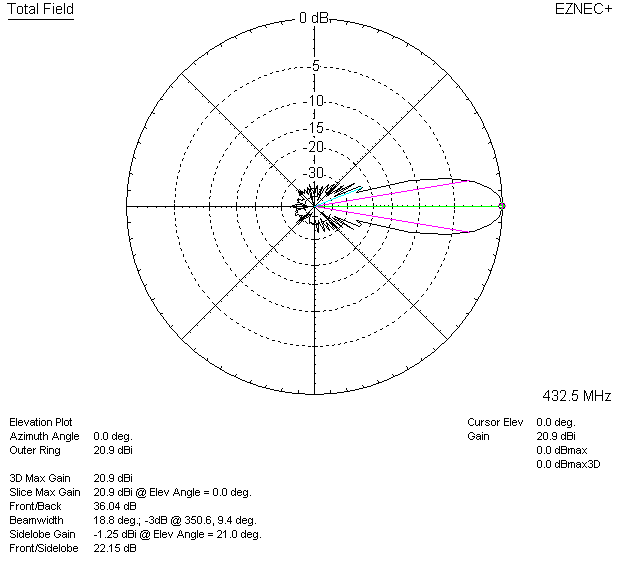 Total Field
EZNEC+
0 dB
-5
-10
-15
-20
-30
432.5 MHz
Elevation Plot
Azimuth Angle 0.0 deg.
Outer Ring 20.9 dBi
Cursor Elev 0.0 deg.
Gain 20.9 dBi
0.0 dBmax
0.0 dBmax3D
3D Max Gain 20.9 dBi
Slice Max Gain 20.9 dBi @ Elev Angle = 0.0 deg.
Front/Back 36.04 dB
Beamwidth 18.8 deg.; -3dB @ 350.6, 9.4 deg.
Sidelobe Gain -1.25 dBi @ Elev Angle = 21.0 deg.
Front/Sidelobe 22.15 dB